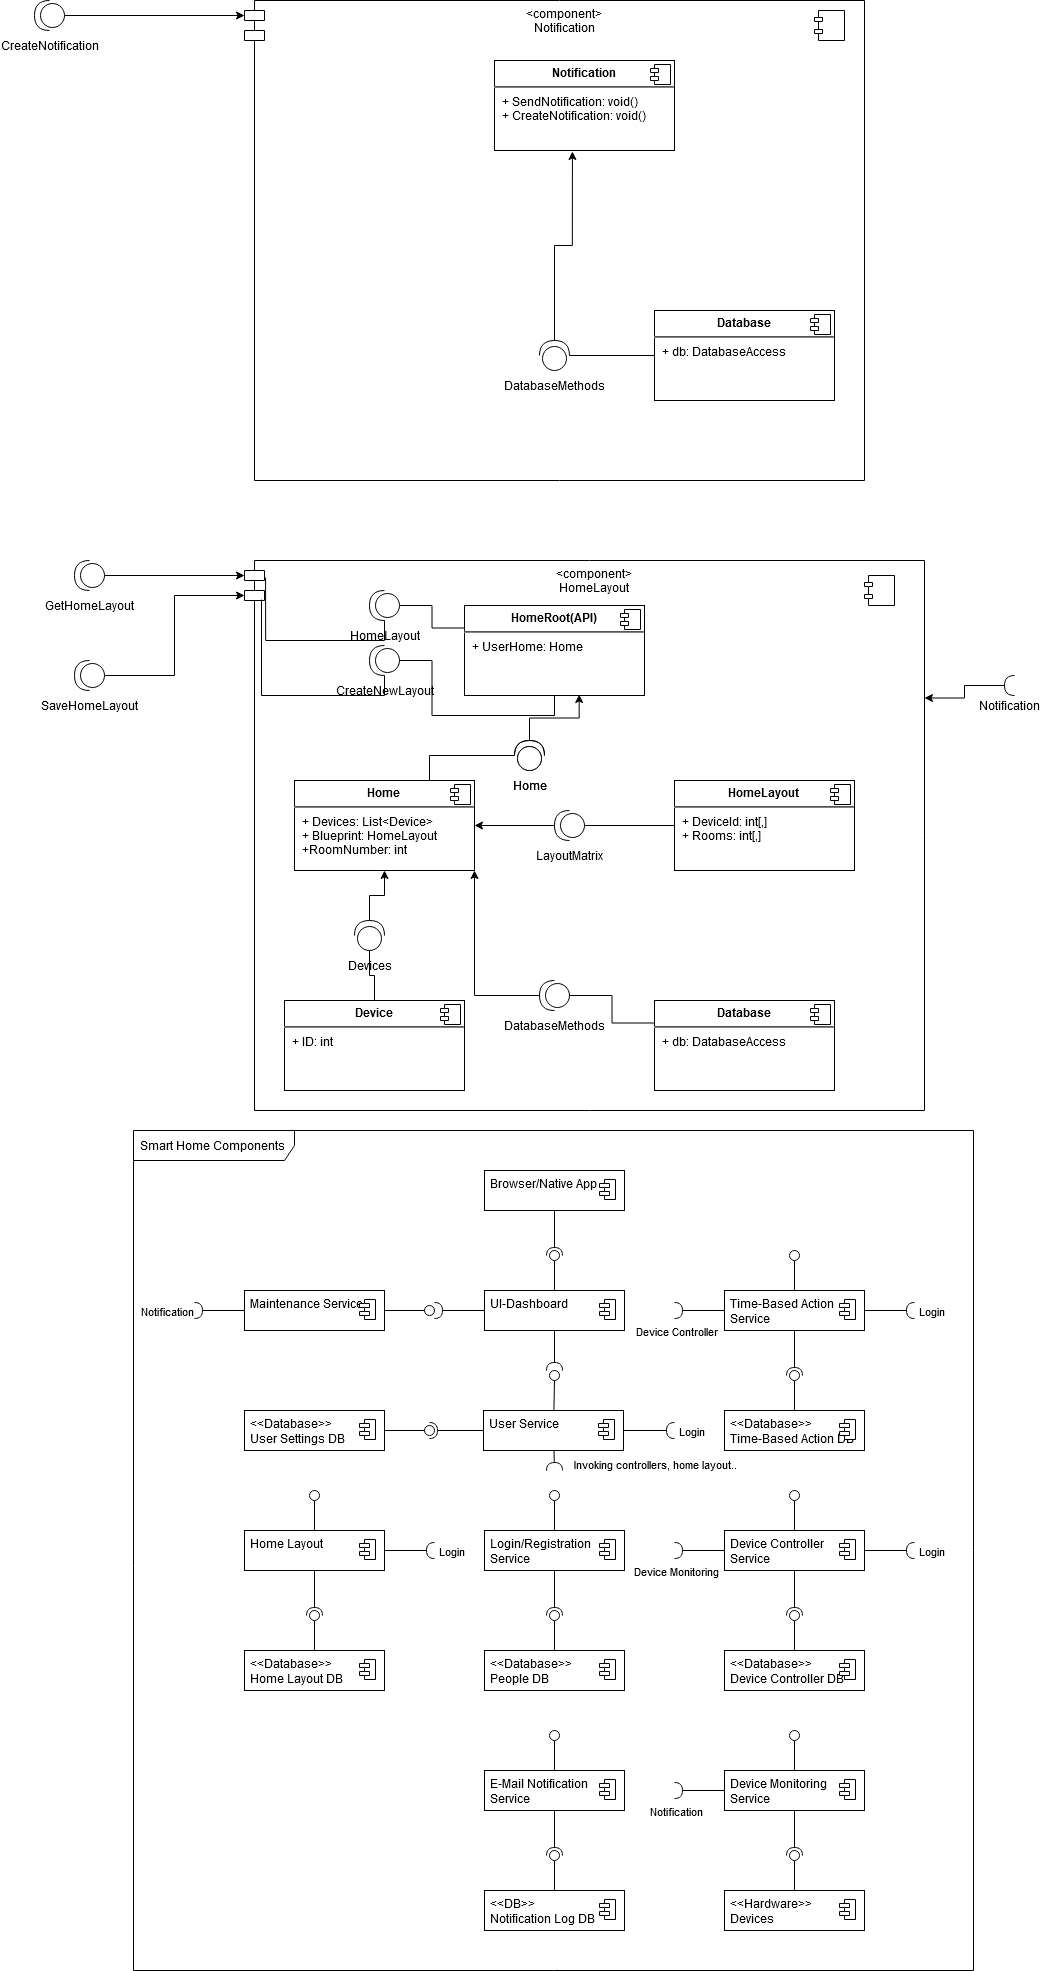 <component>
Notification
CreateNotification
Notification
+ SendNotification: void()
+ CreateNotification: void()
Database
+ db: DatabaseAccess
DatabaseMethods
<component>
HomeLayout
GetHomeLayout
SaveHomeLayout
HomeLayout
HomeRoot(API)
+ UserHome: Home
CreateNewLayout
Notification
Home
Home
+ Devices: List<Device>
+ Blueprint: HomeLayout
+RoomNumber: int
LayoutMatrix
HomeLayout
+ DeviceId: int[,]
+ Rooms: int[,]
Devices
Device
+ ID: int
DatabaseMethods
Database
+ db: DatabaseAccess
Smart Home Components
Browser/Native App
Notification
Maintenance Service
UI-Dashboard
Device Controller
Time-Based Action
Service
Login
<<Database>>
User Settings DB
User Service
Login
<<Database>>
Time-Based Action DB
Invoking controllers, home layout..
Home Layout
Login
Login/Registration
Service
Device Monitoring
Device Controller
Service
Login
<<Database>>
Home Layout DB
<<Database>>
People DB
<<Database>>
Device Controller DB
E-Mail Notification
Service
Notification
Device Monitoring
Service
<<DB>>
Notification Log DB
<<Hardware>>
Devices